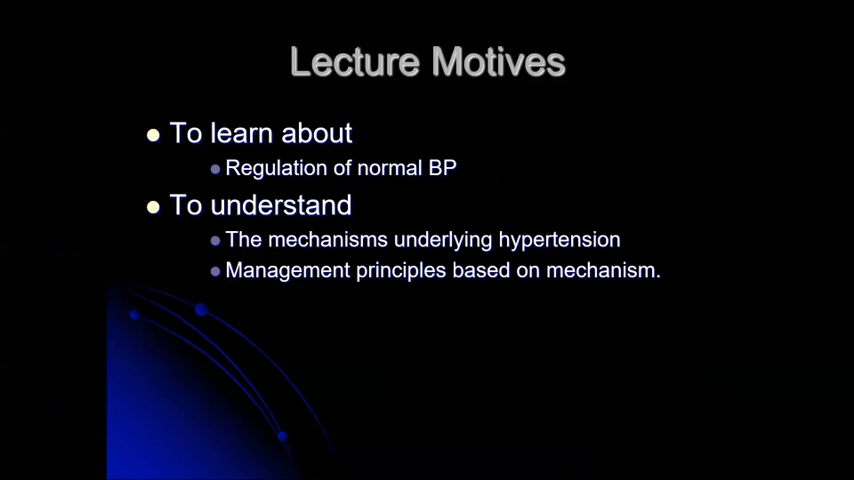 Lecture Motives
To learn about
Regulation of normal BP
To understand
The mechanisms underlying hypertension
Management principles based on mechanism.